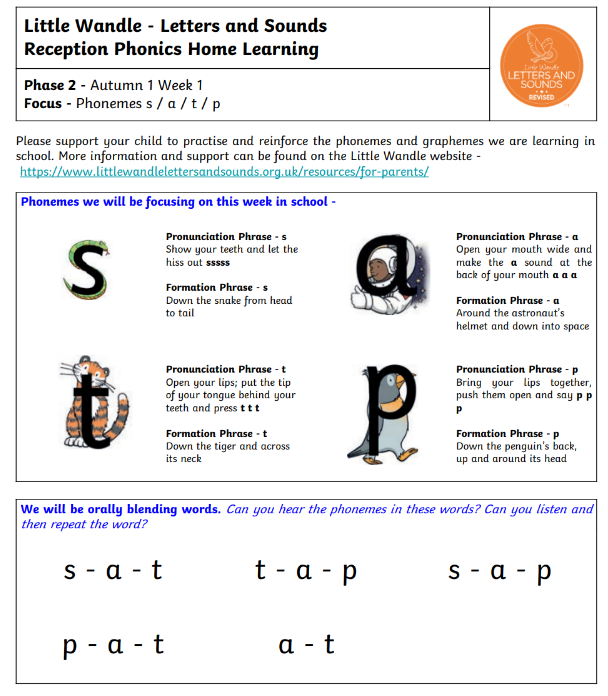 Little Wandle - Letters and Sounds
Reception Phonics Home Learning
Little Wandle
LETTERS AND
SOUNDS
REVISED
Phase 2 - Autumn 1 Week 1
Focus - Phonemes s / a / t / p
Please support your child to practise and reinforce the phonemes and graphemes we are learning in
school. More information and support can be found on the Little Wandle website -
https://www.littlewandlelettersandsounds.org.uk/resources/for-parents/
Phonemes we will be focusing on this week in school -
s
Pronunciation Phrase - s
Show your teeth and let the
hiss out sssss
Formation Phrase - s
Down the snake from head
to tail
a
Pronunciation Phrase - a
Open your mouth wide and
make the a sound at the
back of your mouth a a a
Formation Phrase - a
Around the astronaut's
helmet and down into space
t
Pronunciation Phrase - t
Open your lips; put the tip
of your tongue behind your
teeth and press t t t
Formation Phrase - t
Down the tiger and across
its neck
p
Pronunciation Phrase - p
Bring your lips together,
push them open and say p p
p
Formation Phrase - p
Down the penguin's back,
up and around its head
We will be orally blending words. Can you hear the phonemes in these words? Can you listen and
then repeat the word?
s - a - t t - a - p s - a - p
p - a - t a - t